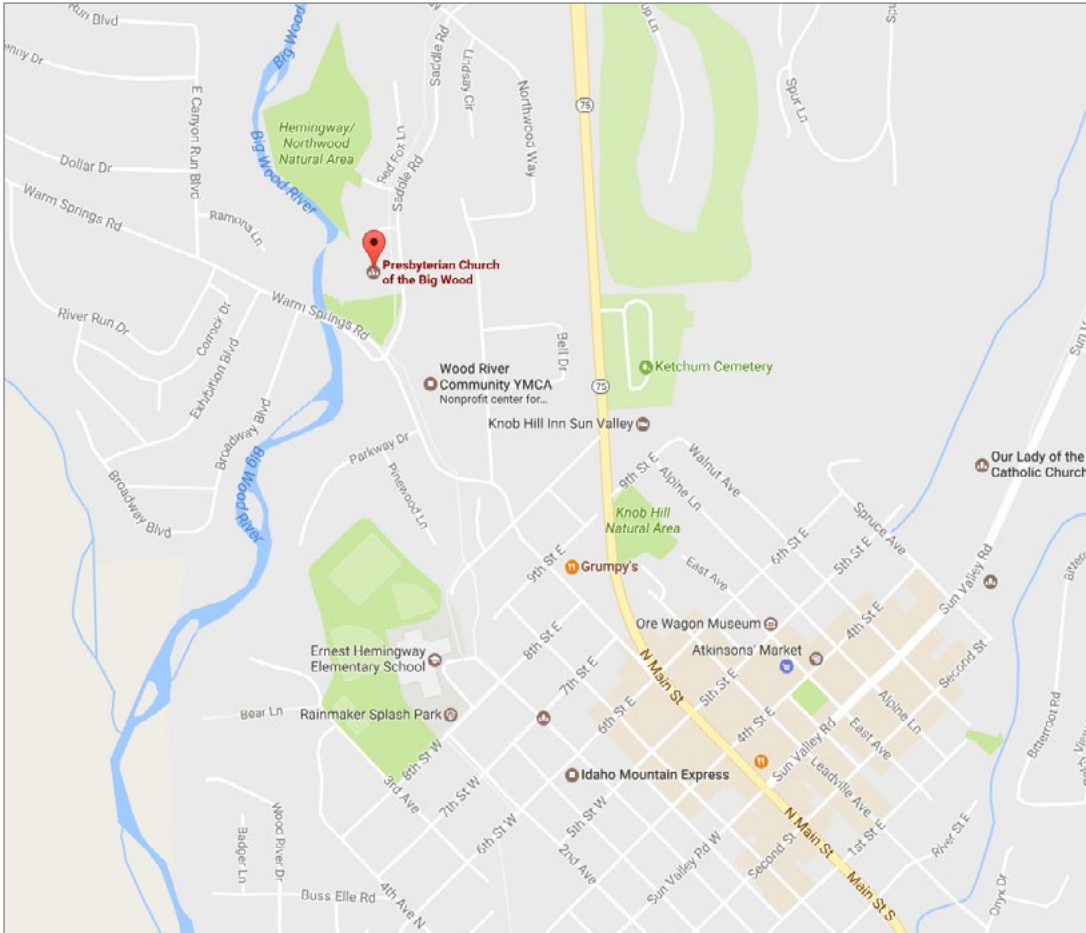 Run Blvd
enny Dr
E Canyon Run Blvd
Dollar Dr
Warm Springs Rd
Ramona Ln
River Run Dr
Corrock Dr
Exhibition Blvd
Broadway Blvd
Broadway Blvd
Big Wood
Big Wood River
Hemingway/
Northwood
Natural Area
Red Fox Ln
Saddle Rd
Saddle Rd
Lindsay Cir
Northwood Way
75
up Ln
Spur Ln
Presbyterian Church
of the Big Wood
Warm Springs Rd
Wood River
Community YMCA
Nonprofit center for...
Bell Dr
75
Ketchum Cemetery
Knob Hill Inn Sun Valley
Sun
Our Lady of the
Catholic Church
Big Wood River
Parkway Dr
Pinewood Ln
9th St E
Alpine Ln
Walnut Ave
Knob Hill
Natural Area
6th St E
Spruce Ave
5th St E
Sun Valley Rd
9th St E
Grumpy's
East Ave
Ore Wagon Museum
4th St E
Atkinsons' Market
Second St
Ernest Hemingway
Elementary School
8th St E
7th St E
N Main St
5th St E
Alpine Ln
Bear Ln
Rainmaker Splash Park
6th St E
4th St E
East Ave
Bitterroot Rd
8th St W
3rd Ave
7th St W
Idaho Mountain Express
Sun Valley Rd
Leadville Ave
6th St W
5th St W
2nd Ave
N Main St
1st St E
River St E
Wood River Dr
Badger Ln
Buss Elle Rd
4th Ave N
Sun Valley Rd W
Second St
Main St S
Onyx Dr